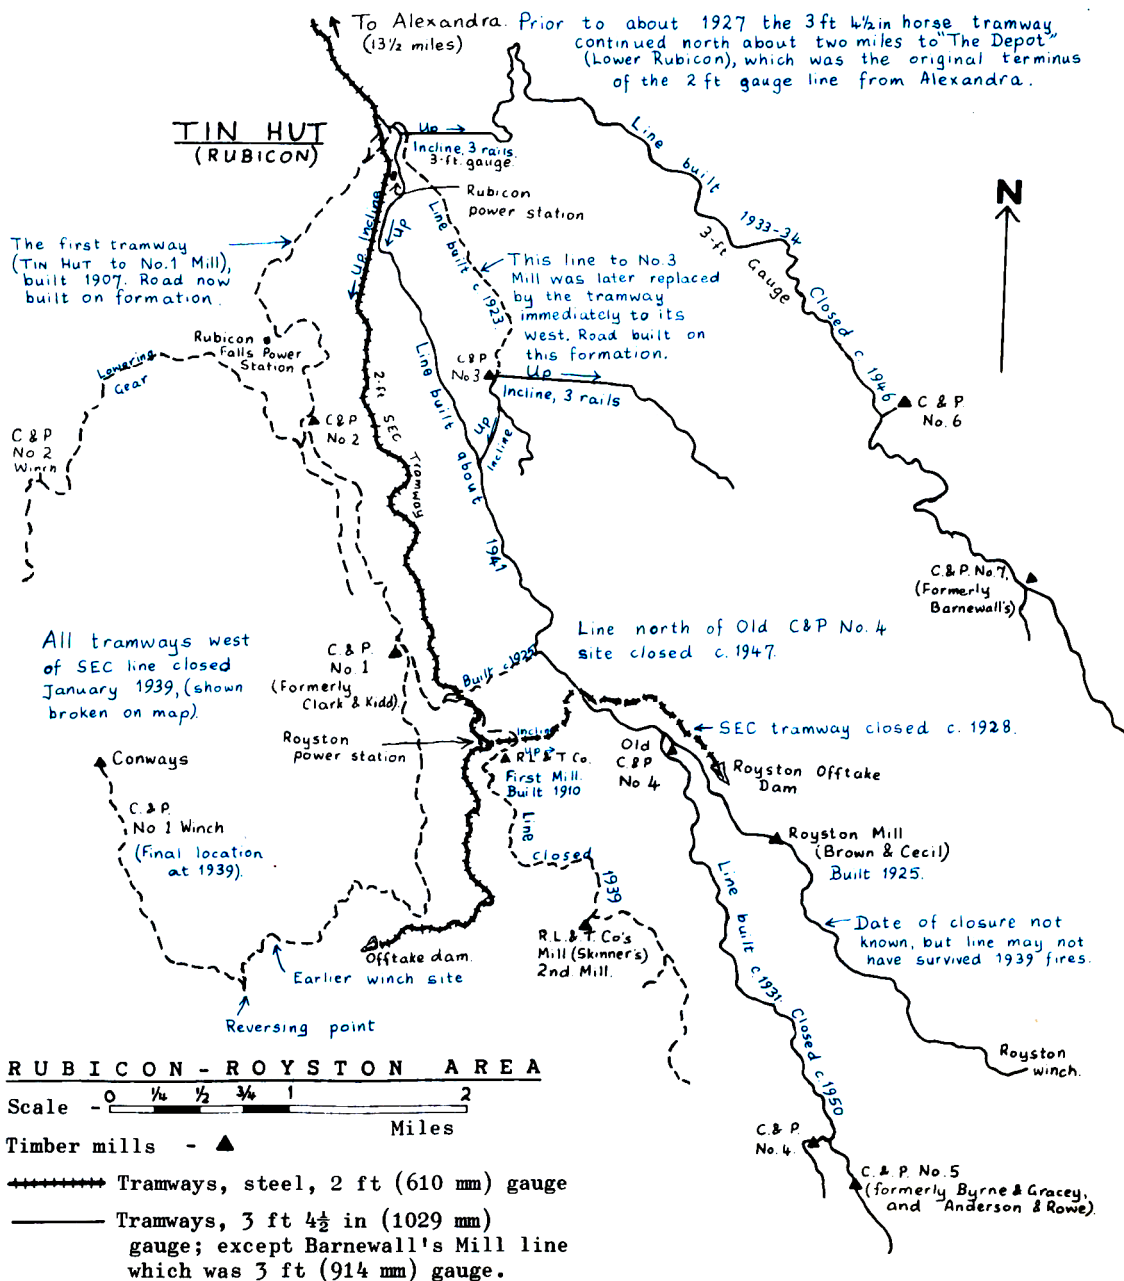 To Alexandra.
(13½ miles)
Prior to about 1927 the 3ft 4½in horse tramway
continued north about two miles to "The Depot"
(Lower Rubicon), which was the original terminus
of the 2 ft gauge line from Alexandra.
TIN HUT
(RUBICON)
Up
Incline, 3 rails.
3-ft. gauge.
Line built 1933-34
3-ft Gauge
Closed c. 1946
N
Rubicon
power station
Up Incline
Up
Line built c.1923
The first tramway
(TIN HUT to No.1 Mill),
built 1907. Road now
built on formation.
This line to No.3
Mill was later replaced
by the tramway
immediately to its
west. Road built on
this formation.
Rubicon
Falls Power
Station
Lowering
Gear
C & P
No 3
Up
Incline, 3 rails
Up
Incline
2-ft SEC Tramway
Line built about 1941
C & P
No 2
C & P
No 2
Winch
C & P.
No. 6
C. & P. No. 7,
(Formerly
Barnewall's)
All tramways west
of SEC line closed
January 1939, (shown
broken on map).
C & P.
No. 1
(Formerly
Clark & Kidd)
Built c.1925
Line north of Old C&P No. 4
site closed c. 1947.
SEC tramway closed c. 1928.
Royston
power station
Incline
Up
R L & T Co.
First Mill.
Built 1910
Old
C & P
No 4
Royston Offtake
Dam
Conways
C. & P.
No 1 Winch
(Final location
at 1939).
Line closed 1939
Royston Mill
(Brown & Cecil)
Built 1925.
Line built c.1931. Closed c.1950
Date of closure not
known, but line may not
have survived 1939 fires.
Offtake dam.
R.L. & T. Co's
Mill (Skinner's)
2nd Mill.
Earlier winch site
Reversing point
Royston
winch.
RUBICON-ROYSTON AREA
Scale - 0 ¼ ½ ¾ 1 2
Miles
Timber mills -
C. & P.
No. 4.
C. & P. No. 5
(formerly Byrne & Gracey,
and Anderson & Rowe).
Tramways, steel, 2 ft (610 mm) gauge
Tramways, 3 ft 4½ in (1029 mm)
gauge; except Barnewall's Mill line
which was 3 ft (914 mm) gauge.